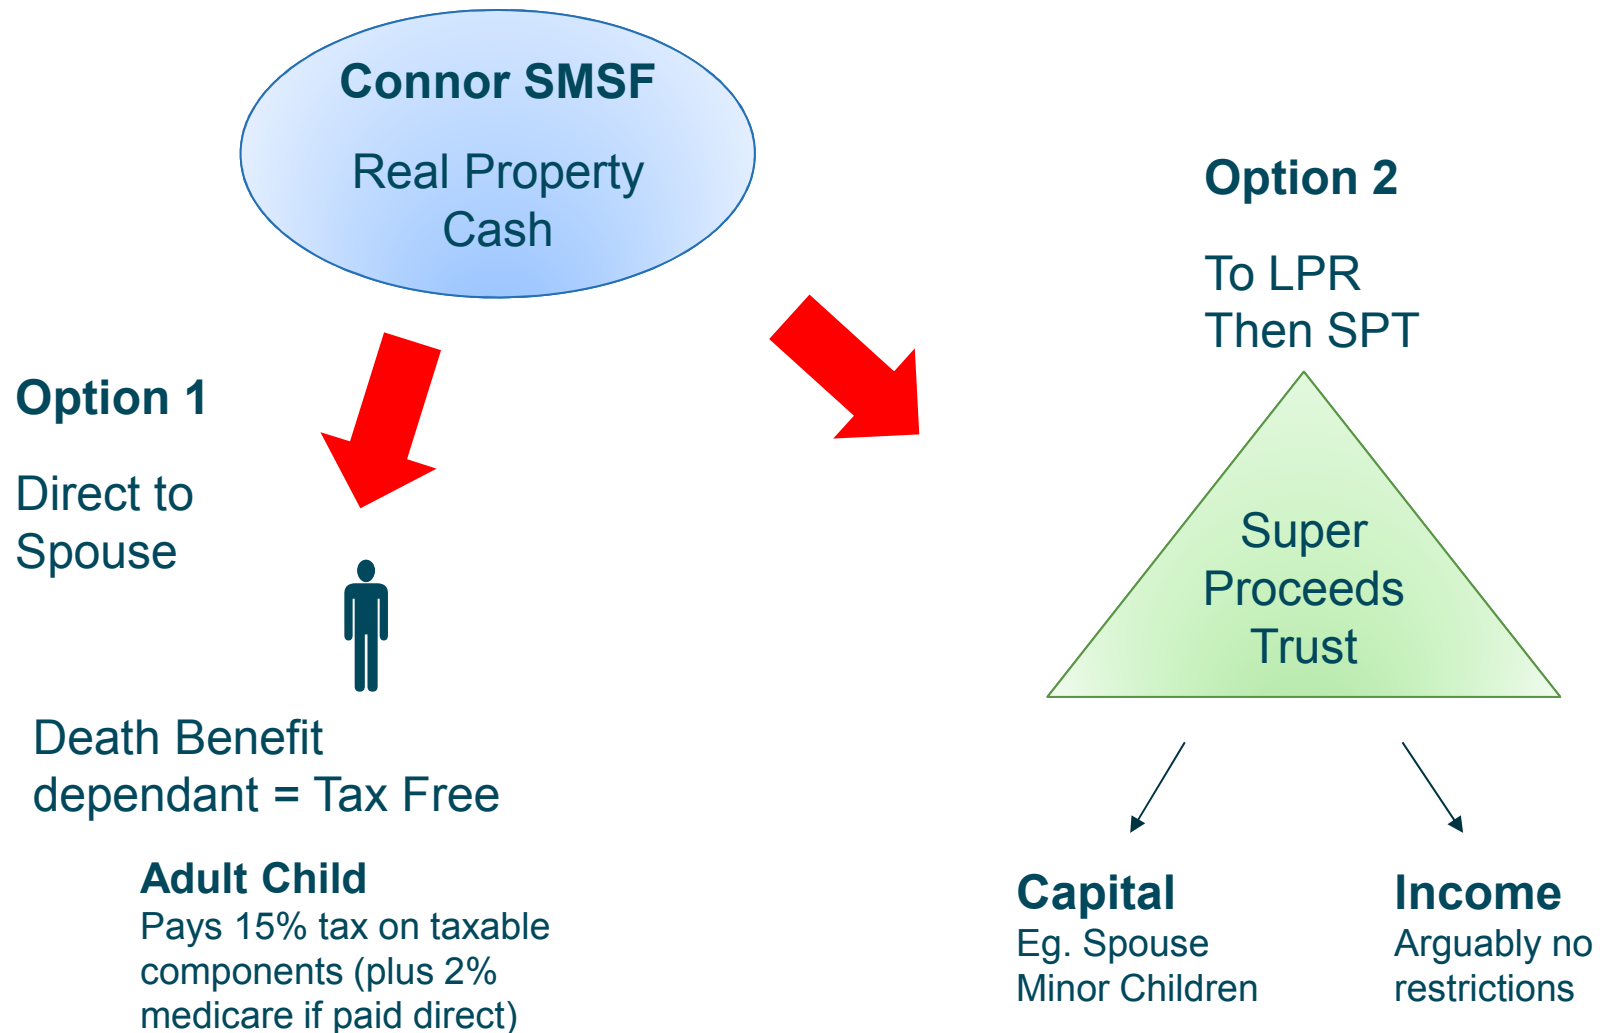 Connor SMSF
Real Property
Cash
Option 1
Direct to
Spouse
Death Benefit
dependant = Tax Free
Adult Child
Pays 15% tax on taxable
components (plus 2%
medicare if paid direct)
Option 2
To LPR
Then SPT
Super
Proceeds
Trust
Capital
Eg. Spouse
Minor Children
Income
Arguably no
restrictions